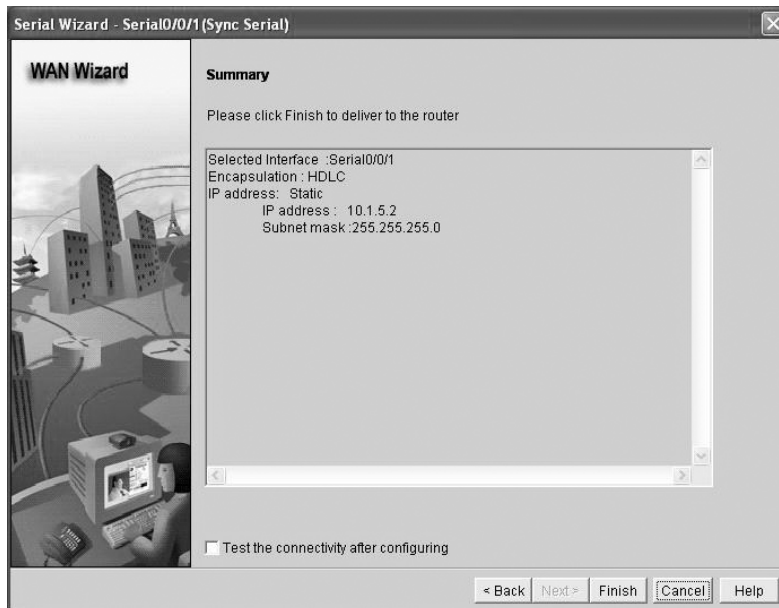 Serial Wizard - Serial0/0/1(Sync Serial)
WAN Wizard
Summary
Please click Finish to deliver to the router
Selected Interface :Serial0/0/1
Encapsulation : HDLC
IP address: Static
IP address : 10.1.5.2
Subnet mask :255.255.255.0
Test the connectivity after configuring
< Back Next > Finish Cancel Help